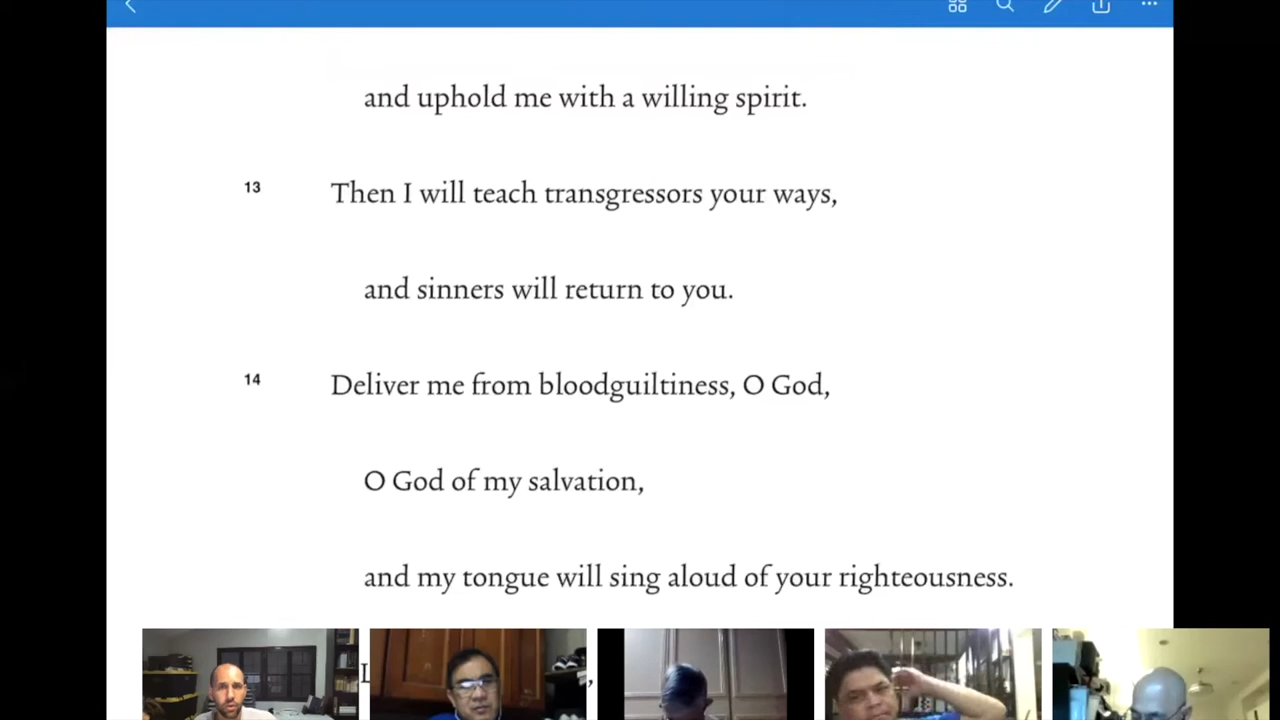 and uphold me with a willing spirit.
13 Then I will teach transgressors your ways,
and sinners will return to you.
14 Deliver me from bloodguiltiness, O God,
O God of my salvation,
and my tongue will sing aloud of your righteousness.